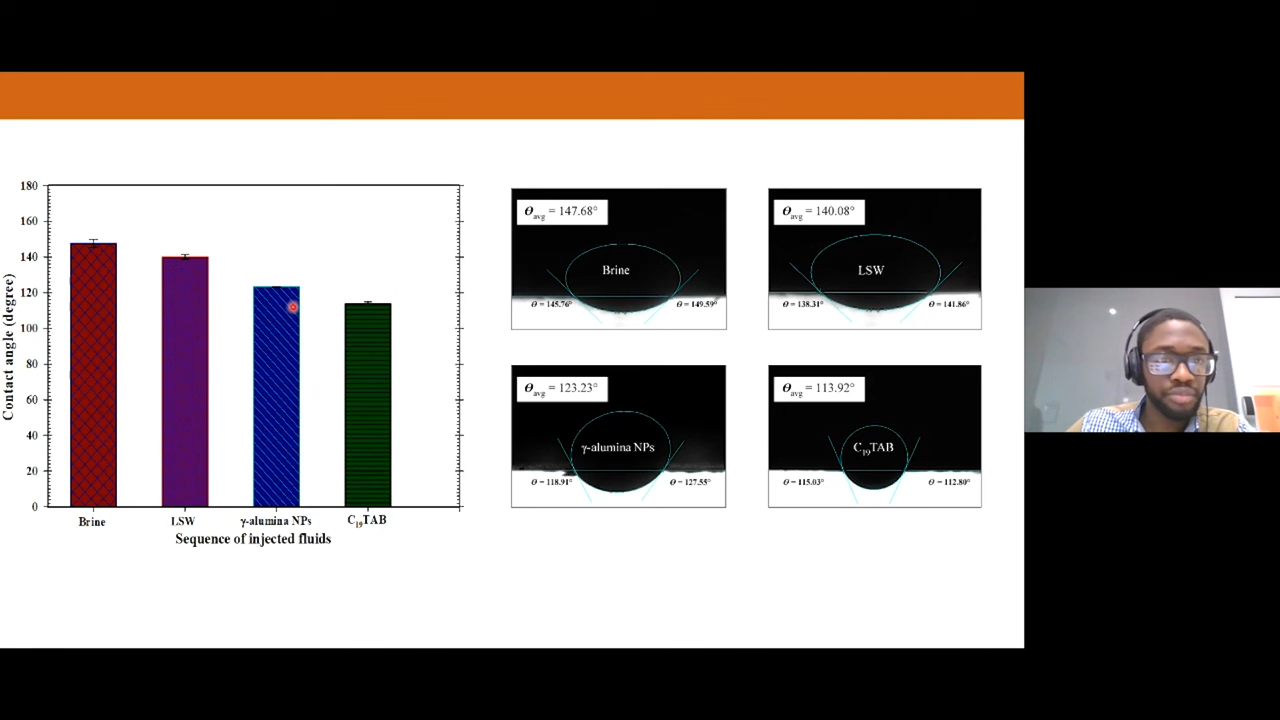 180
160
140
120
100
80
60
40
20
0
Contact angle (degree)
Brine LSW γ-alumina NPs C₁₉TAB
Sequence of injected fluids
θavg = 147.68°
Brine
θ = 145.76° θ = 149.59°
θavg = 140.08°
LSW
θ = 138.31° θ = 141.86°
θavg = 123.23°
γ-alumina NPs
θ = 118.91° θ = 127.55°
θavg = 113.92°
C₁₉TAB
θ = 115.03° θ = 112.80°